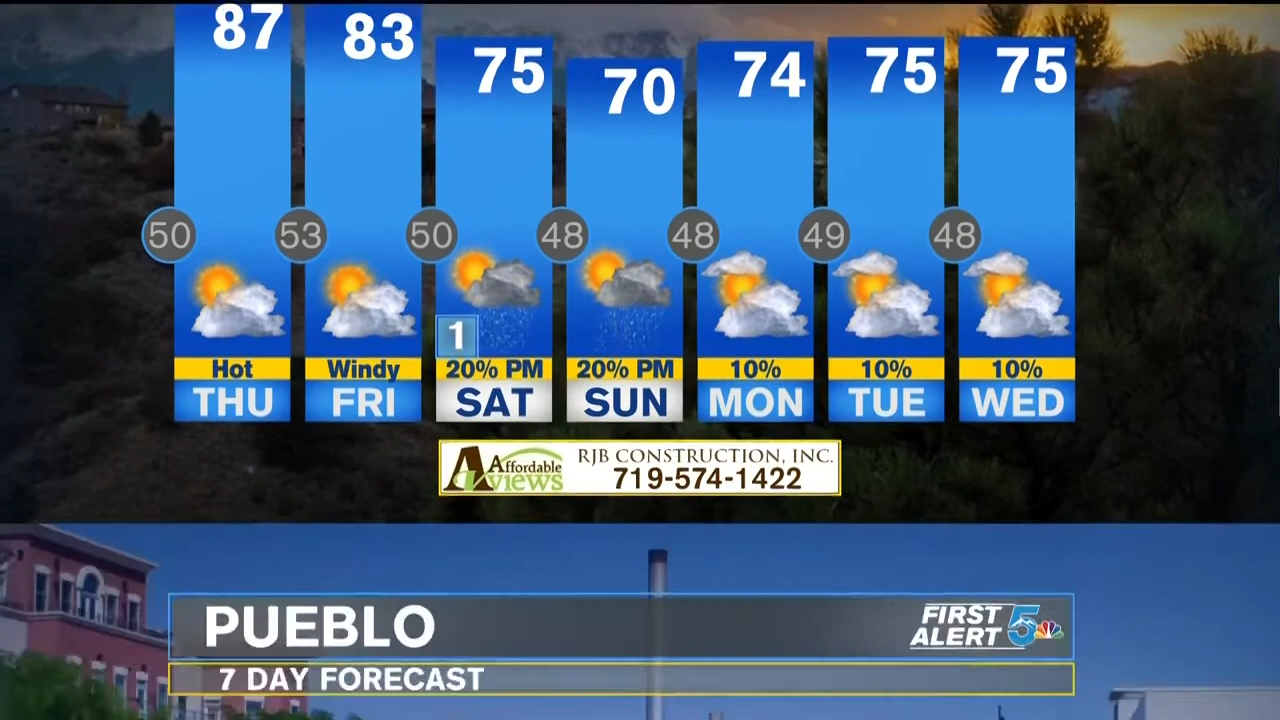 87 83 75 70 74 75 75
50 53 50 48 48 49 48
1
Hot Windy 20% PM 20% PM 10% 10% 10%
THU FRI SAT SUN MON TUE WED
Affordable views
RJB CONSTRUCTION, INC.
719-574-1422
PUEBLO
FIRST ALERT 5
7 DAY FORECAST